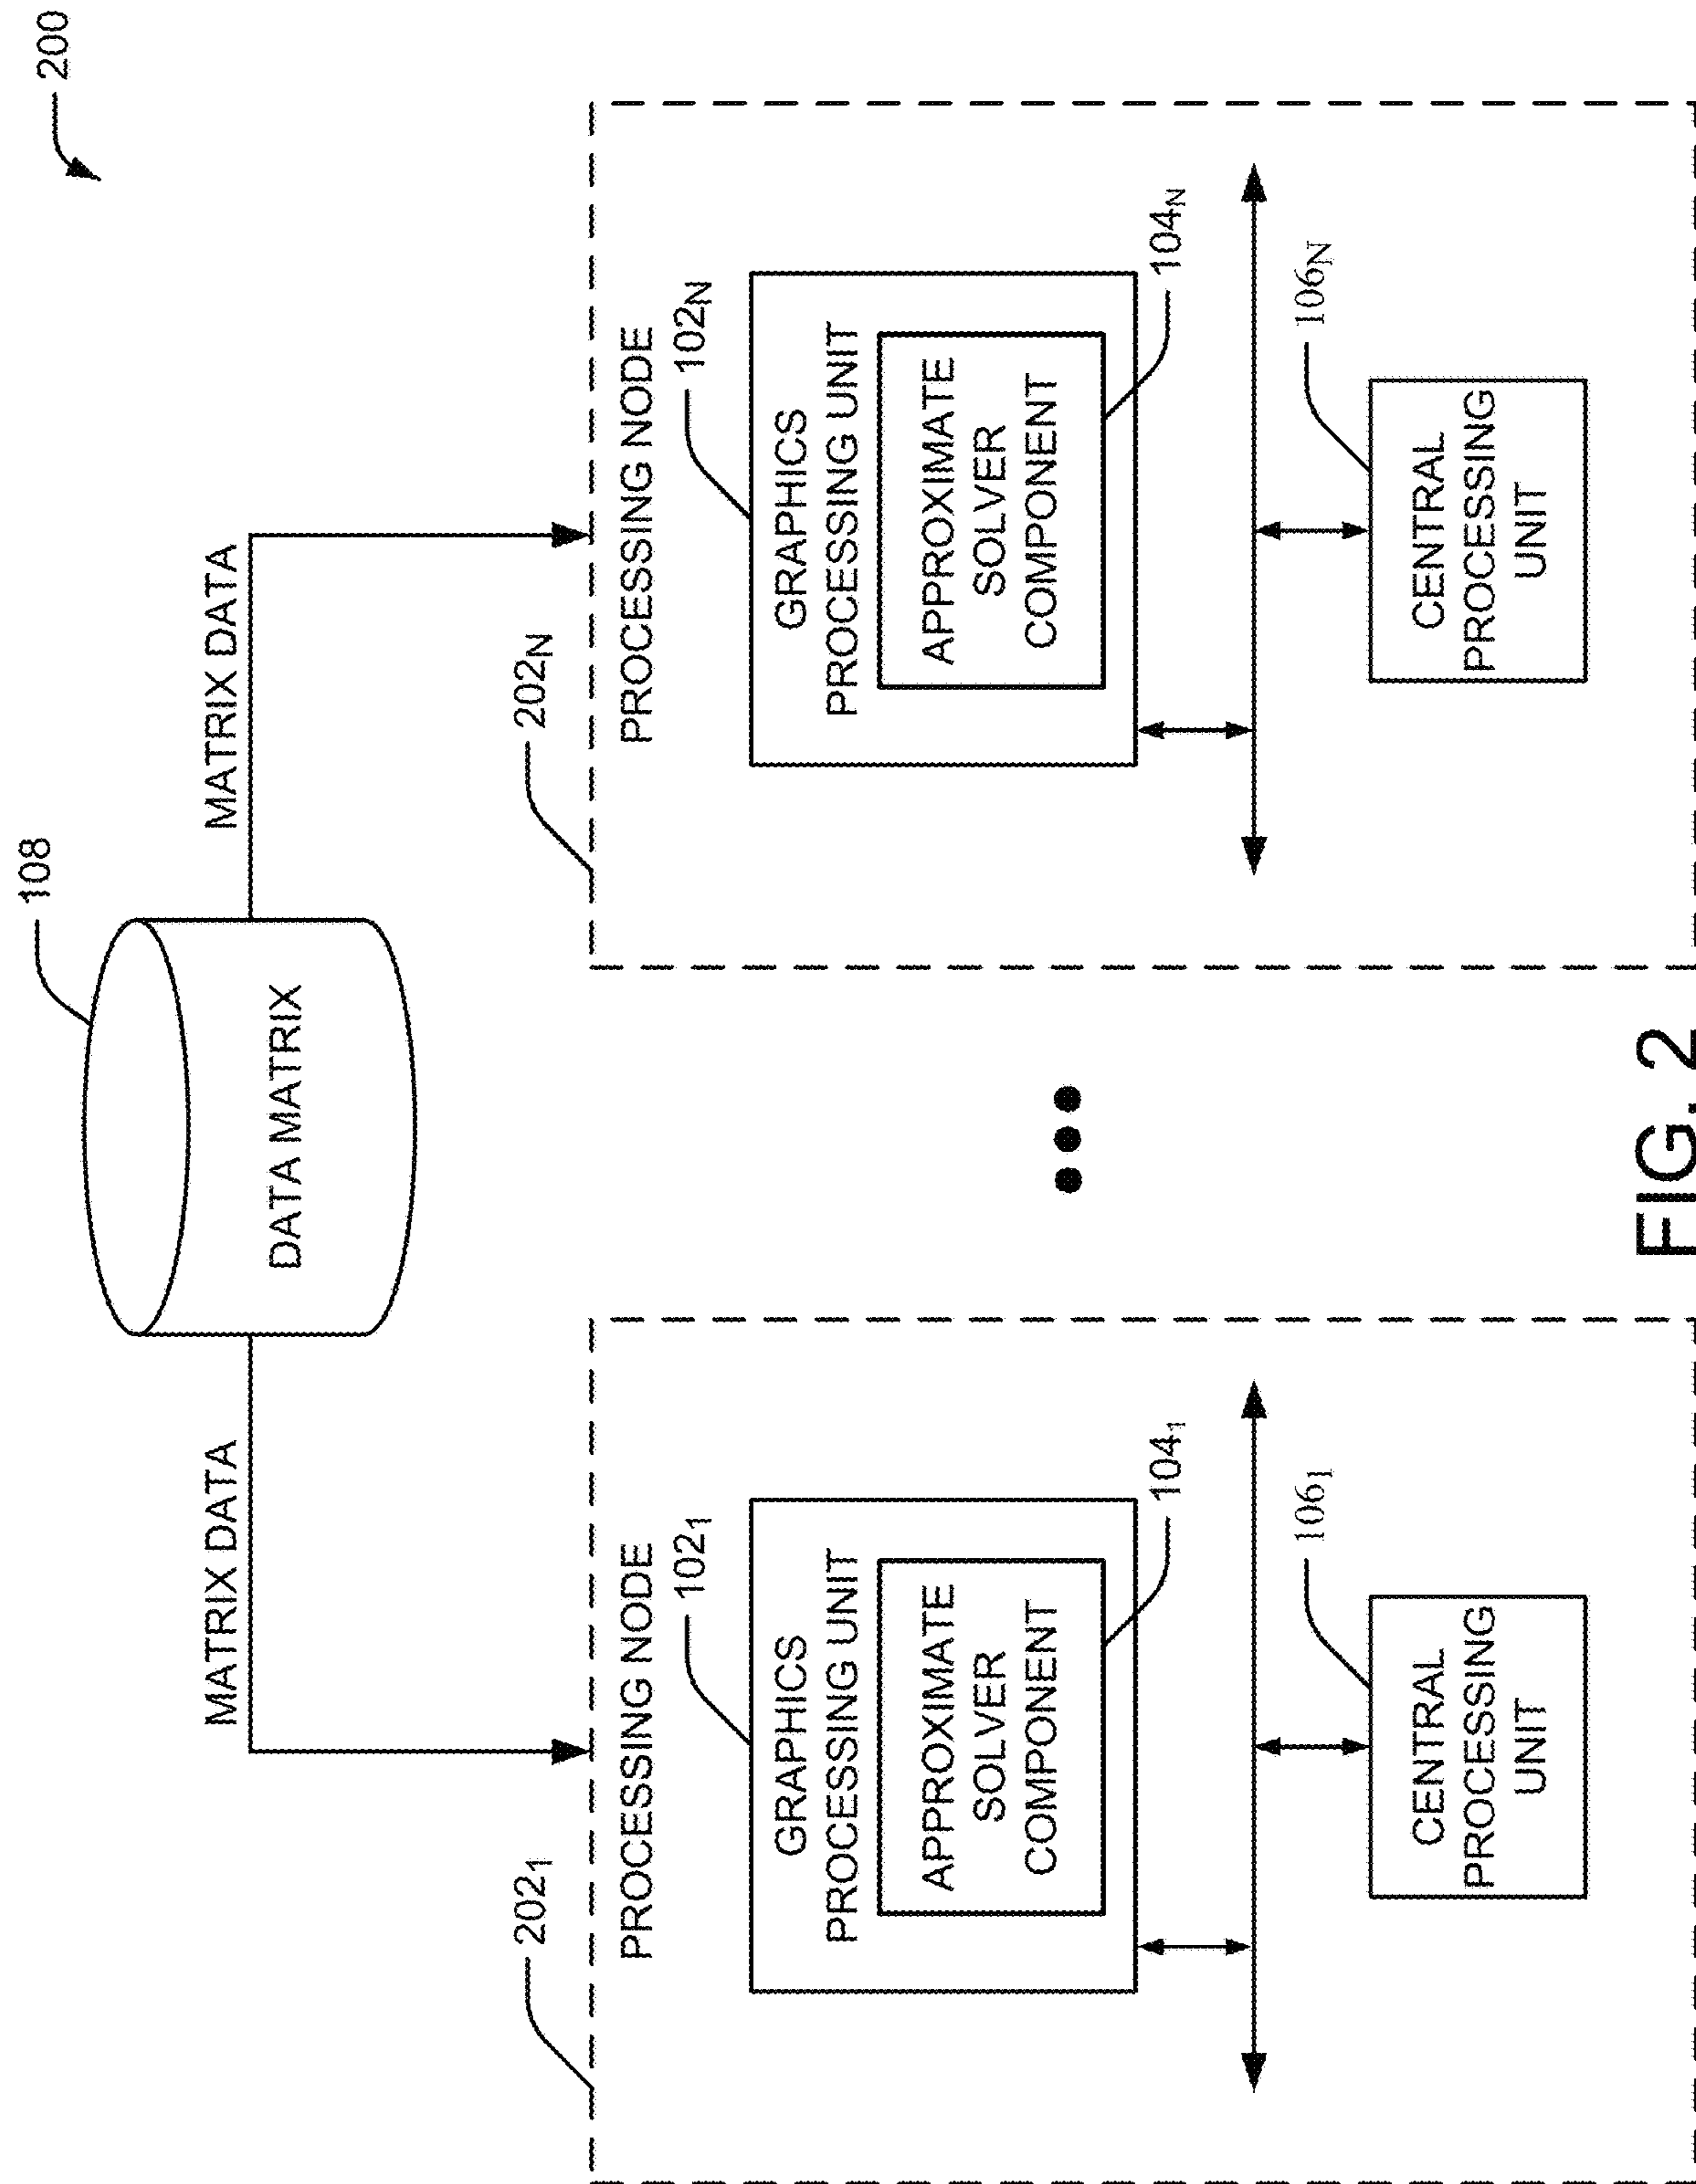 200
108
DATA MATRIX
MATRIX DATA
MATRIX DATA
202₁
PROCESSING NODE
102₁
GRAPHICS
PROCESSING UNIT
APPROXIMATE
SOLVER
COMPONENT
104₁
106₁
CENTRAL
PROCESSING
UNIT
202N
PROCESSING NODE
102N
GRAPHICS
PROCESSING UNIT
APPROXIMATE
SOLVER
COMPONENT
104N
106N
CENTRAL
PROCESSING
UNIT
FIG. 2